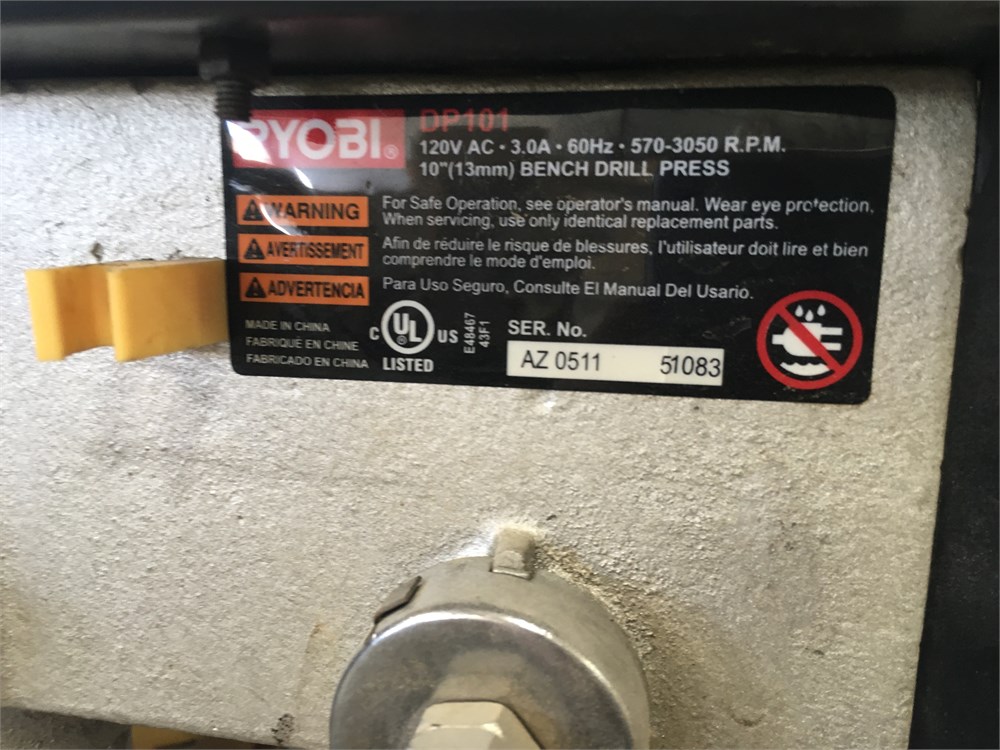 RYOBI®
DP101
120V AC • 3.0A • 60Hz • 570-3050 R.P.M.
10"(13mm) BENCH DRILL PRESS
WARNING
For Safe Operation, see operator's manual. Wear eye protection.
When servicing, use only identical replacement parts.
AVERTISSEMENT
Afin de réduire le risque de blessures, l'utilisateur doit lire et bien
comprendre le mode d'emploi.
ADVERTENCIA
Para Uso Seguro, Consulte El Manual Del Usario.
MADE IN CHINA
FABRIQUÉ EN CHINE
FABRICADO EN CHINA
C UL US
LISTED
E48467
43F1
SER. No.
AZ 0511 51083